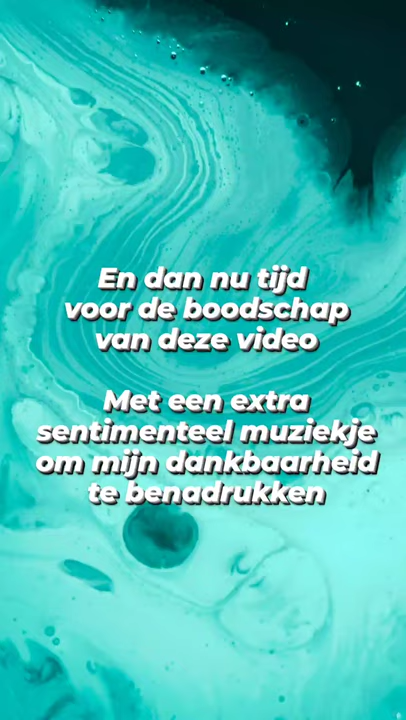 En dan nu tijd
voor de boodschap
van deze video
Met een extra
sentimenteel muziekje
om mijn dankbaarheid
te benadrukken